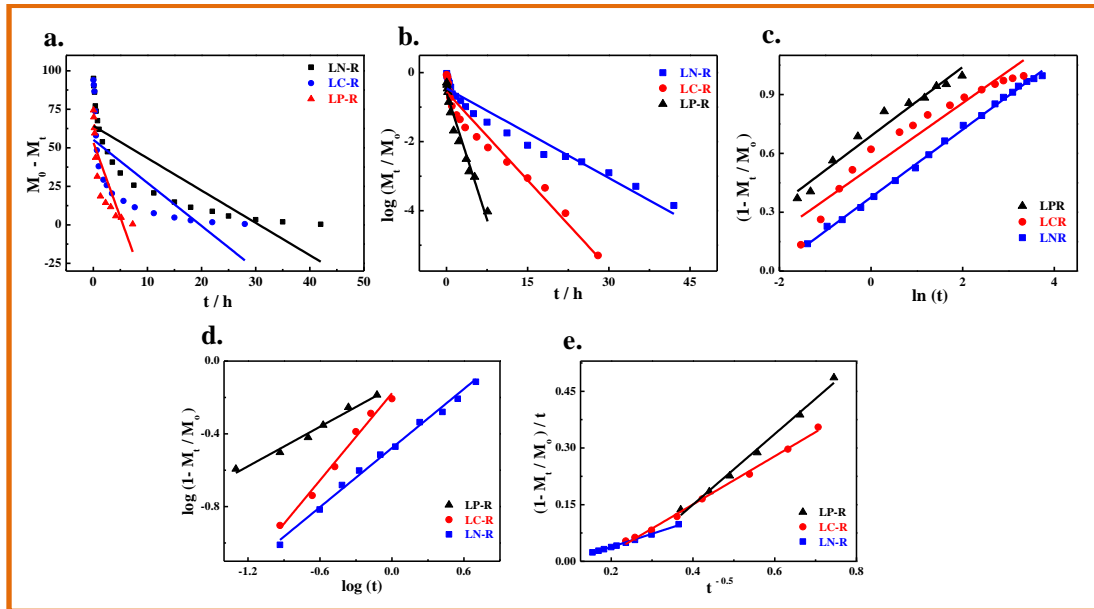 a.
LN-R
LC-R
LP-R
M₀ - Mₜ
100
75
50
25
0
-25
0 10 20 30 40
t / h
b.
LN-R
LC-R
LP-R
log (Mₜ / Mₒ)
0
-2
-4
0 15 30 45
t / h
c.
LPR
LCR
LNR
(1- Mₜ / Mₒ)
0.9
0.6
0.3
0.0
-2 0 2 4
ln (t)
d.
LP-R
LC-R
LN-R
log (1- Mₜ / Mₒ)
0.0
-0.4
-0.8
-1.2 -0.6 0.0 0.6
log (t)
e.
LP-R
LC-R
LN-R
(1- Mₜ / Mₒ) / t
0.45
0.30
0.15
0.00
0.2 0.4 0.6 0.8
t ⁻⁰·⁵